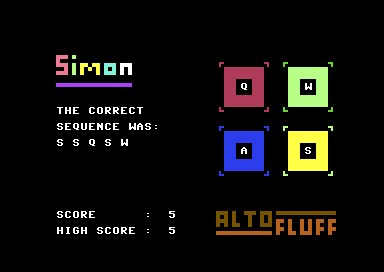 Simon
THE CORRECT
SEQUENCE WAS:
S S Q S W
Q W
A S
SCORE : 5
HIGH SCORE : 5
ALTO
FLUFF